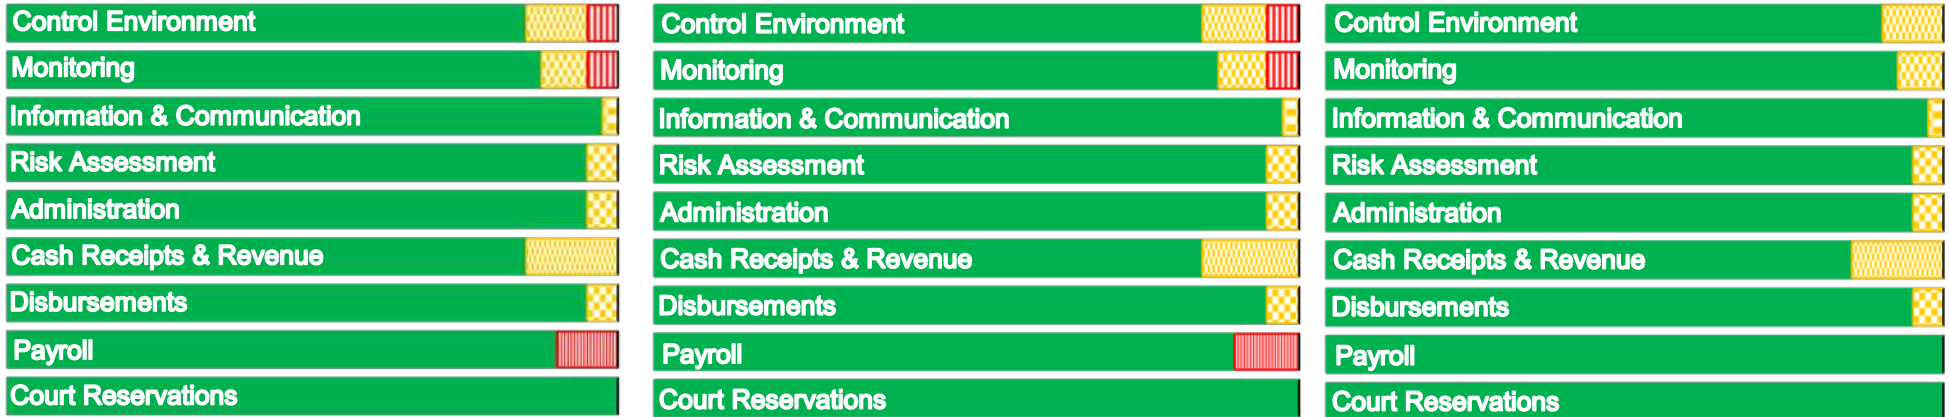 Control Environment
Monitoring
Information & Communication
Risk Assessment
Administration
Cash Receipts & Revenue
Disbursements
Payroll
Court Reservations
Control Environment
Monitoring
Information & Communication
Risk Assessment
Administration
Cash Receipts & Revenue
Disbursements
Payroll
Court Reservations
Control Environment
Monitoring
Information & Communication
Risk Assessment
Administration
Cash Receipts & Revenue
Disbursements
Payroll
Court Reservations